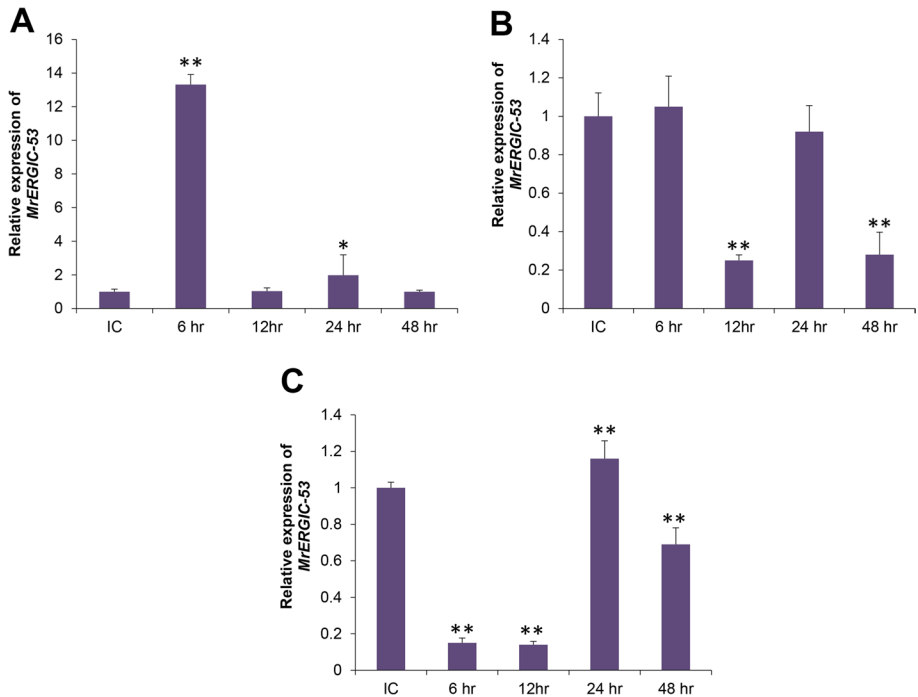 A
Relative expression of
MrERGIC-53
16
14
12
10
8
6
4
2
0
**
*
IC
6 hr
12hr
24 hr
48 hr
B
Relative expression of
MrERGIC-53
1.4
1.2
1
0.8
0.6
0.4
0.2
0
**
**
IC
6 hr
12hr
24 hr
48 hr
C
Relative expression of
MrERGIC-53
1.4
1.2
1
0.8
0.6
0.4
0.2
0
**
**
**
**
IC
6 hr
12hr
24 hr
48 hr